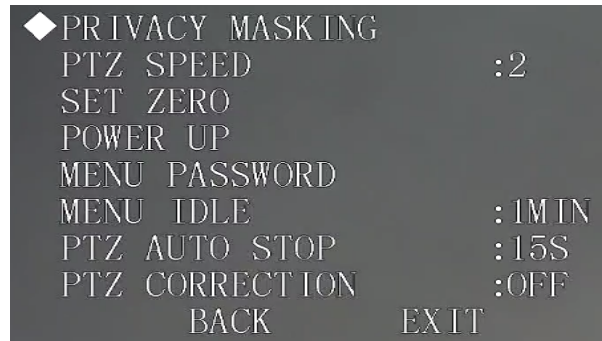 PRIVACY MASKING
PTZ SPEED :2
SET ZERO
POWER UP
MENU PASSWORD
MENU IDLE :1MIN
PTZ AUTO STOP :15S
PTZ CORRECTION :OFF
BACK EXIT